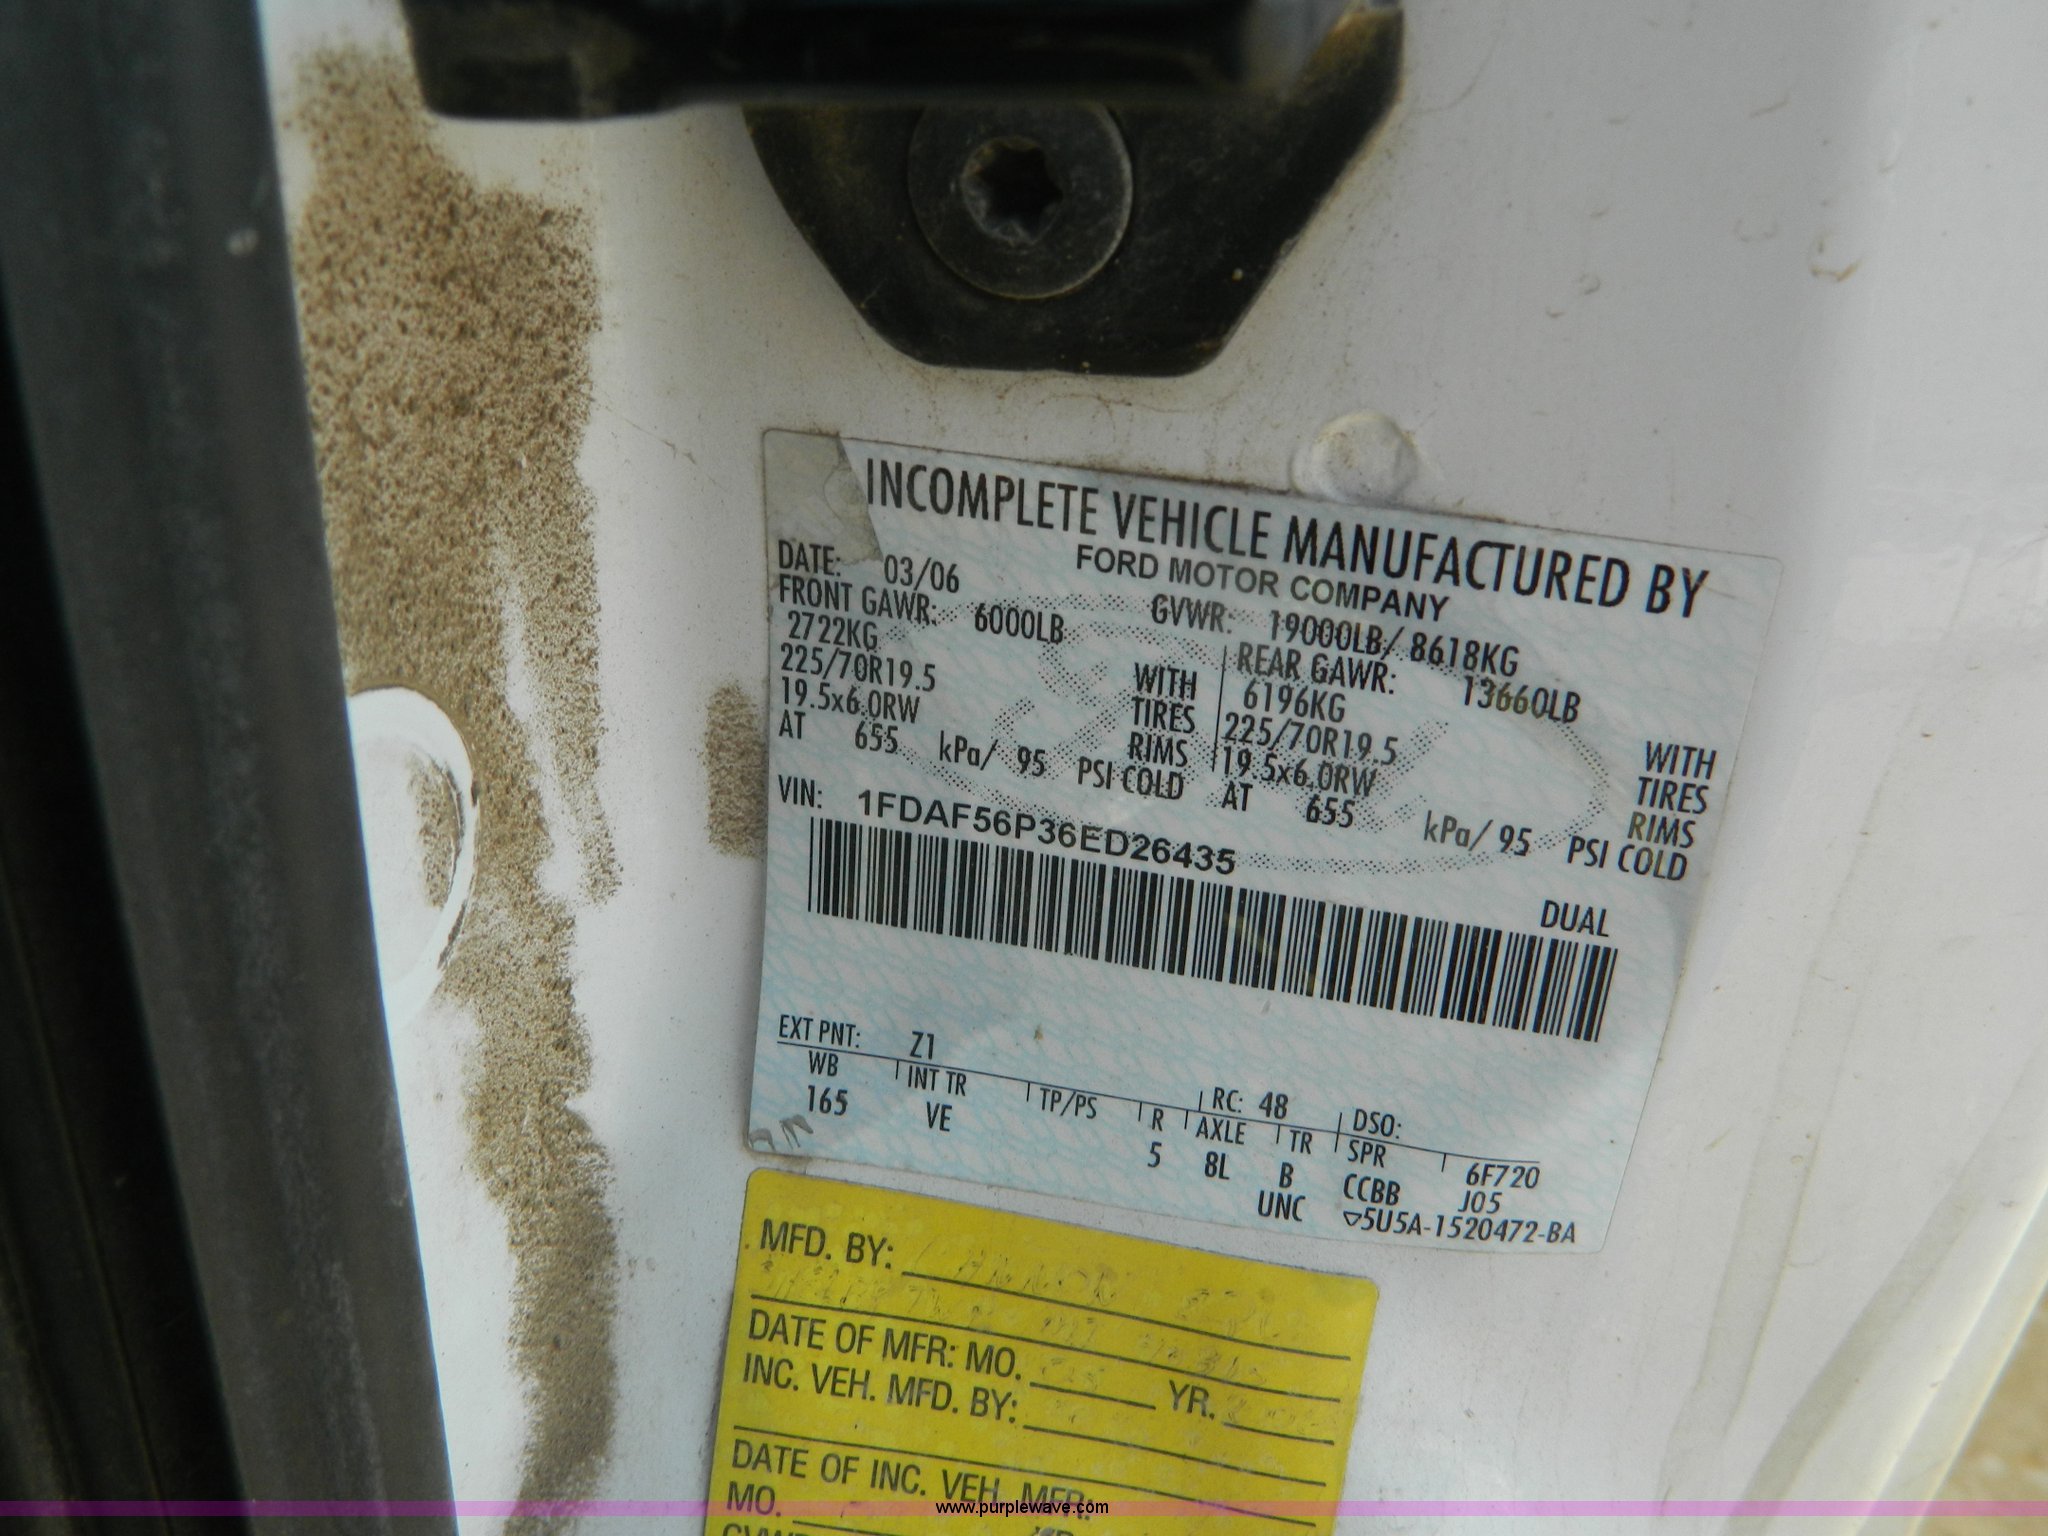 INCOMPLETE VEHICLE MANUFACTURED BY
FORD MOTOR COMPANY
DATE: 03/06 GVWR: 19000LB/ 8618KG
FRONT GAWR: 6000LB REAR GAWR: 13660LB
2722KG WITH 6196KG WITH
225/70R19.5 TIRES 225/70R19.5 TIRES
19.5x6.0RW RIMS 19.5x6.0RW RIMS
AT 655 kPa/ 95 PSI COLD AT 655 kPa/ 95 PSI COLD
VIN: 1FDAF56P36ED26435
DUAL
EXT PNT: Z1 RC: 48 DSO:
WB INT TR TP/PS R AXLE TR SPR 6F720
165 VE 5 8L B CCBB J05
UNC ▽5U5A-1520472-BA
MFD. BY:
DATE OF MFR: MO. YR.
INC. VEH. MFD. BY:
DATE OF INC. VEH. MFR:
MO.
www.purplewave.com